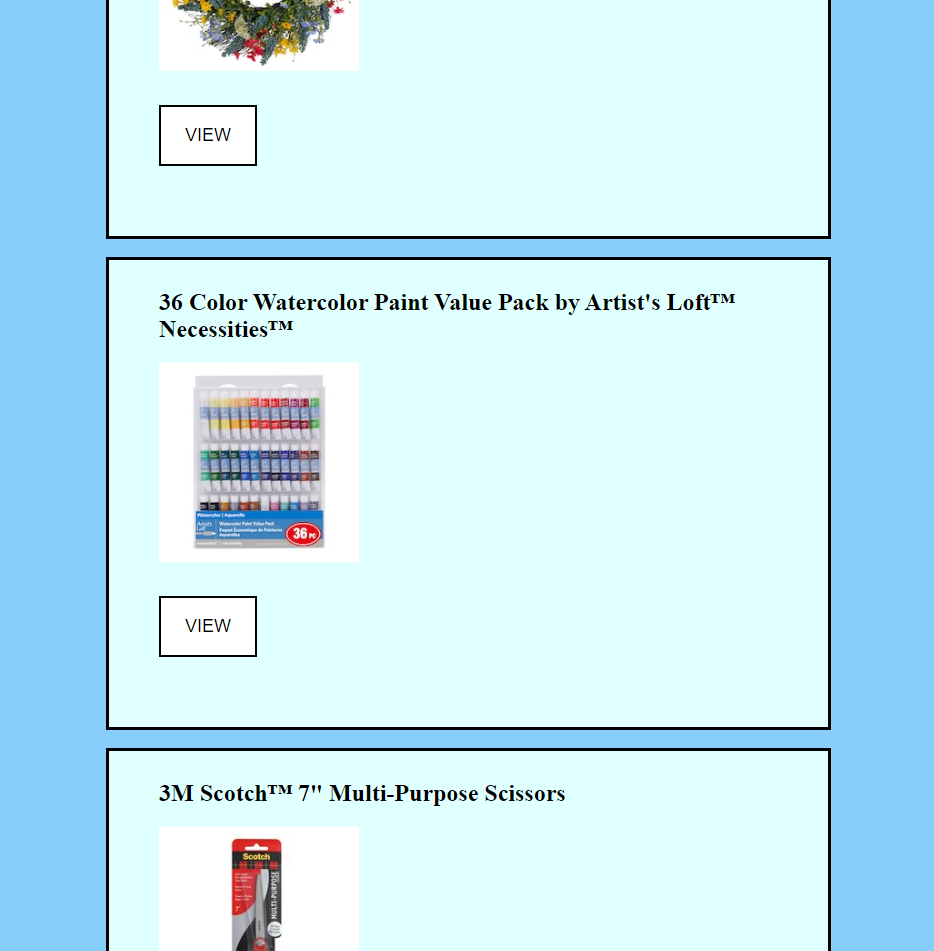 VIEW
36 Color Watercolor Paint Value Pack by Artist's Loft™
Necessities™
Watercolor | Aquarelle
Artist's
Loft
Watercolor Paint Value Pack
Paquet Economique de Peintures
Aquarelles
36 PC
VIEW
3M Scotch™ 7" Multi-Purpose Scissors
Scotch
MULTI-PURPOSE
7"